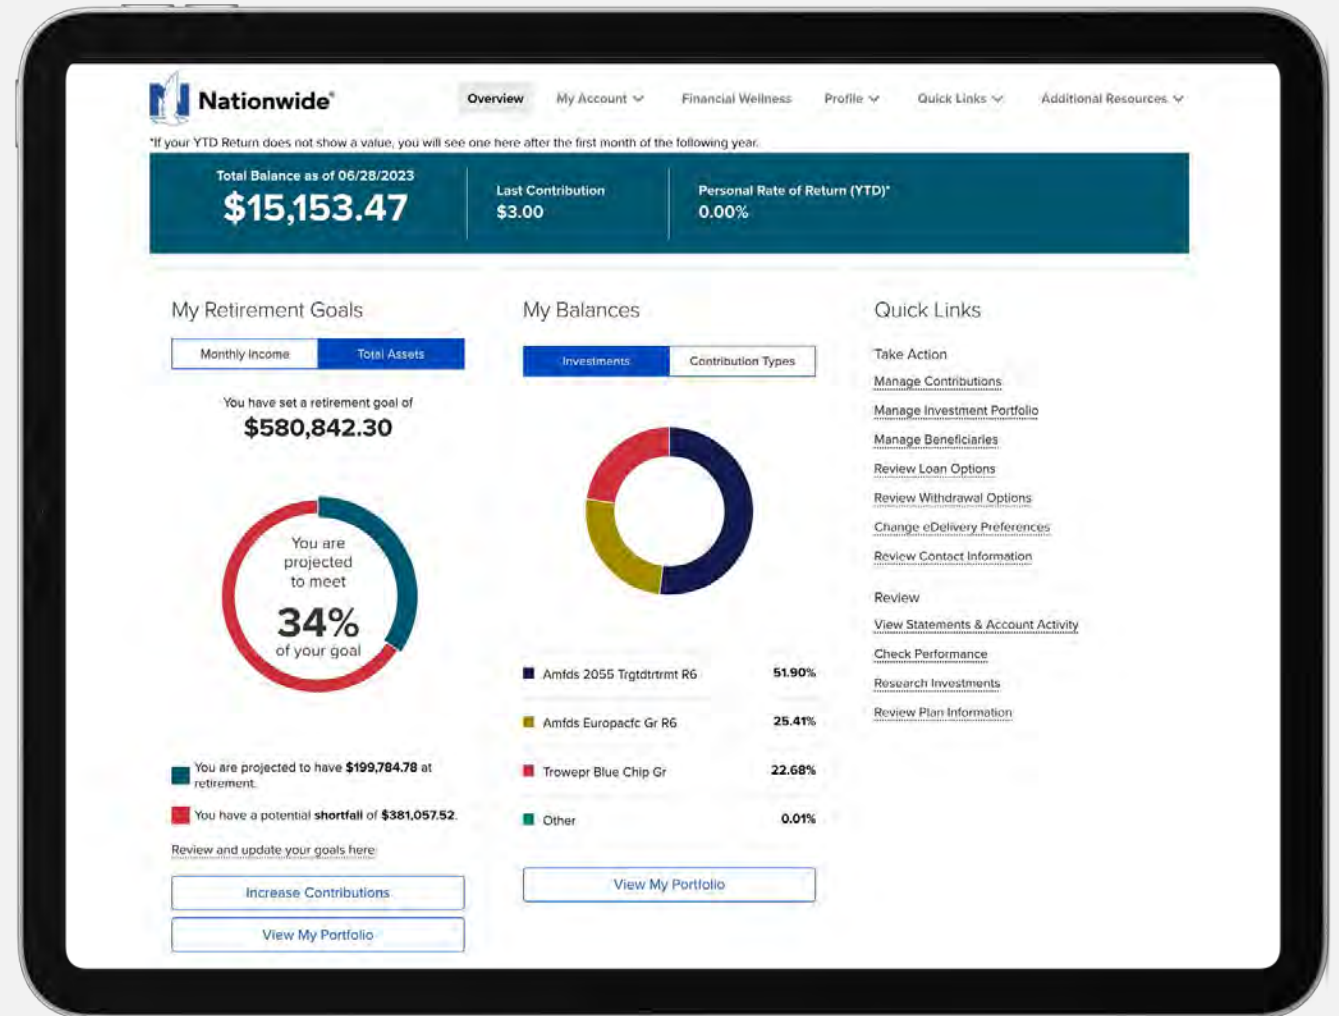 Nationwide®
Overview
My Account
Financial Wellness
Profile
Quick Links
Additional Resources
*If your YTD Return does not show a value, you will see one here after the first month of the following year.
Total Balance as of 06/28/2023
$15,153.47
Last Contribution
$3.00
Personal Rate of Return (YTD)*
0.00%
My Retirement Goals
Monthly Income
Total Assets
You have set a retirement goal of
$580,842.30
You are
projected
to meet
34%
of your goal
You are projected to have $199,784.78 at
retirement.
You have a potential shortfall of $381,057.52.
Review and update your goals here
Increase Contributions
View My Portfolio
My Balances
Investments
Contribution Types
Amfds 2055 Trgtdtrtrmt R6 51.90%
Amfds Europacfc Gr R6 25.41%
Trowepr Blue Chip Gr 22.68%
Other 0.01%
View My Portfolio
Quick Links
Take Action
Manage Contributions
Manage Investment Portfolio
Manage Beneficiaries
Review Loan Options
Review Withdrawal Options
Change eDelivery Preferences
Review Contact Information
Review
View Statements & Account Activity
Check Performance
Research Investments
Review Plan Information